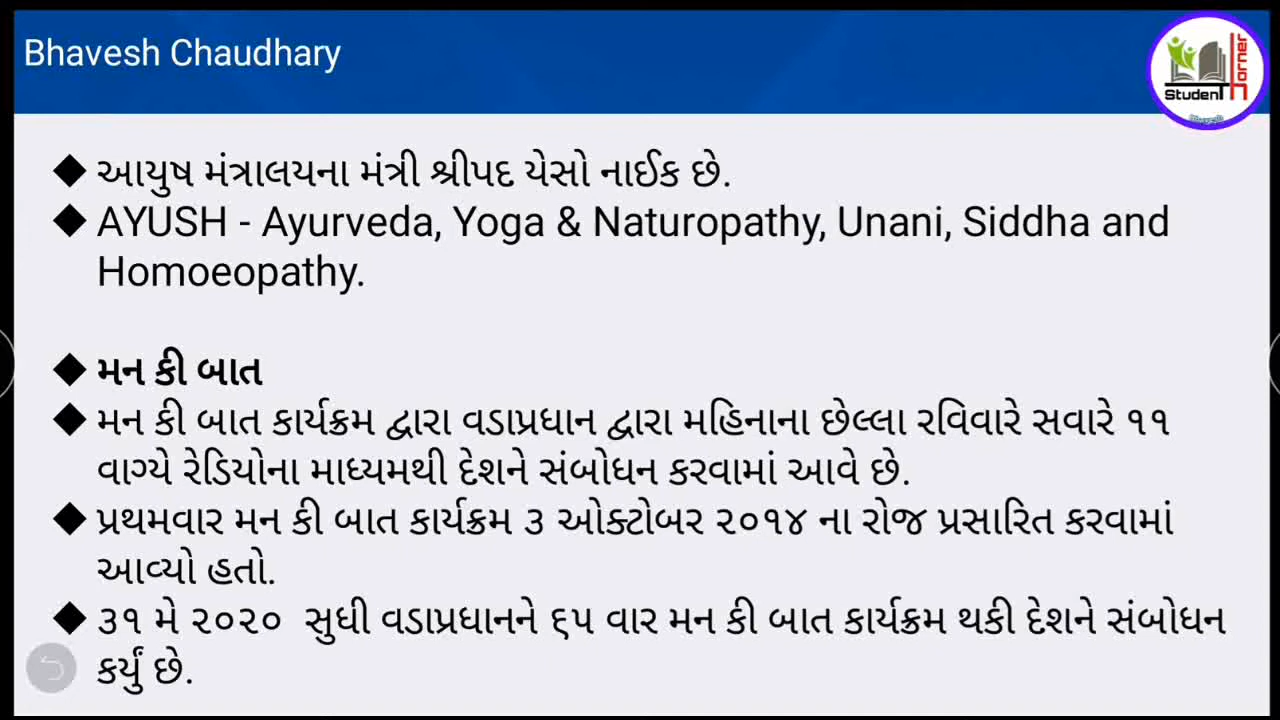 Bhavesh Chaudhary
Student Corner
◆ આયુષ મંત્રાલયના મંત્રી શ્રીપદ યેસો નાઈક છે.
◆ AYUSH - Ayurveda, Yoga & Naturopathy, Unani, Siddha and
Homoeopathy.
◆ મન કી બાત
◆ મન કી બાત કાર્યક્રમ દ્વારા વડાપ્રધાન દ્વારા મહિનાના છેલ્લા રવિવારે સવારે ૧૧
વાગ્યે રેડિયોના માધ્યમથી દેશને સંબોધન કરવામાં આવે છે.
◆ પ્રથમવાર મન કી બાત કાર્યક્રમ ૩ ઓક્ટોબર ૨૦૧૪ ના રોજ પ્રસારિત કરવામાં
આવ્યો હતો.
◆ ૩૧ મે ૨૦૨૦ સુધી વડાપ્રધાનને ૬૫ વાર મન કી બાત કાર્યક્રમ થકી દેશને સંબોધન
કર્યું છે.